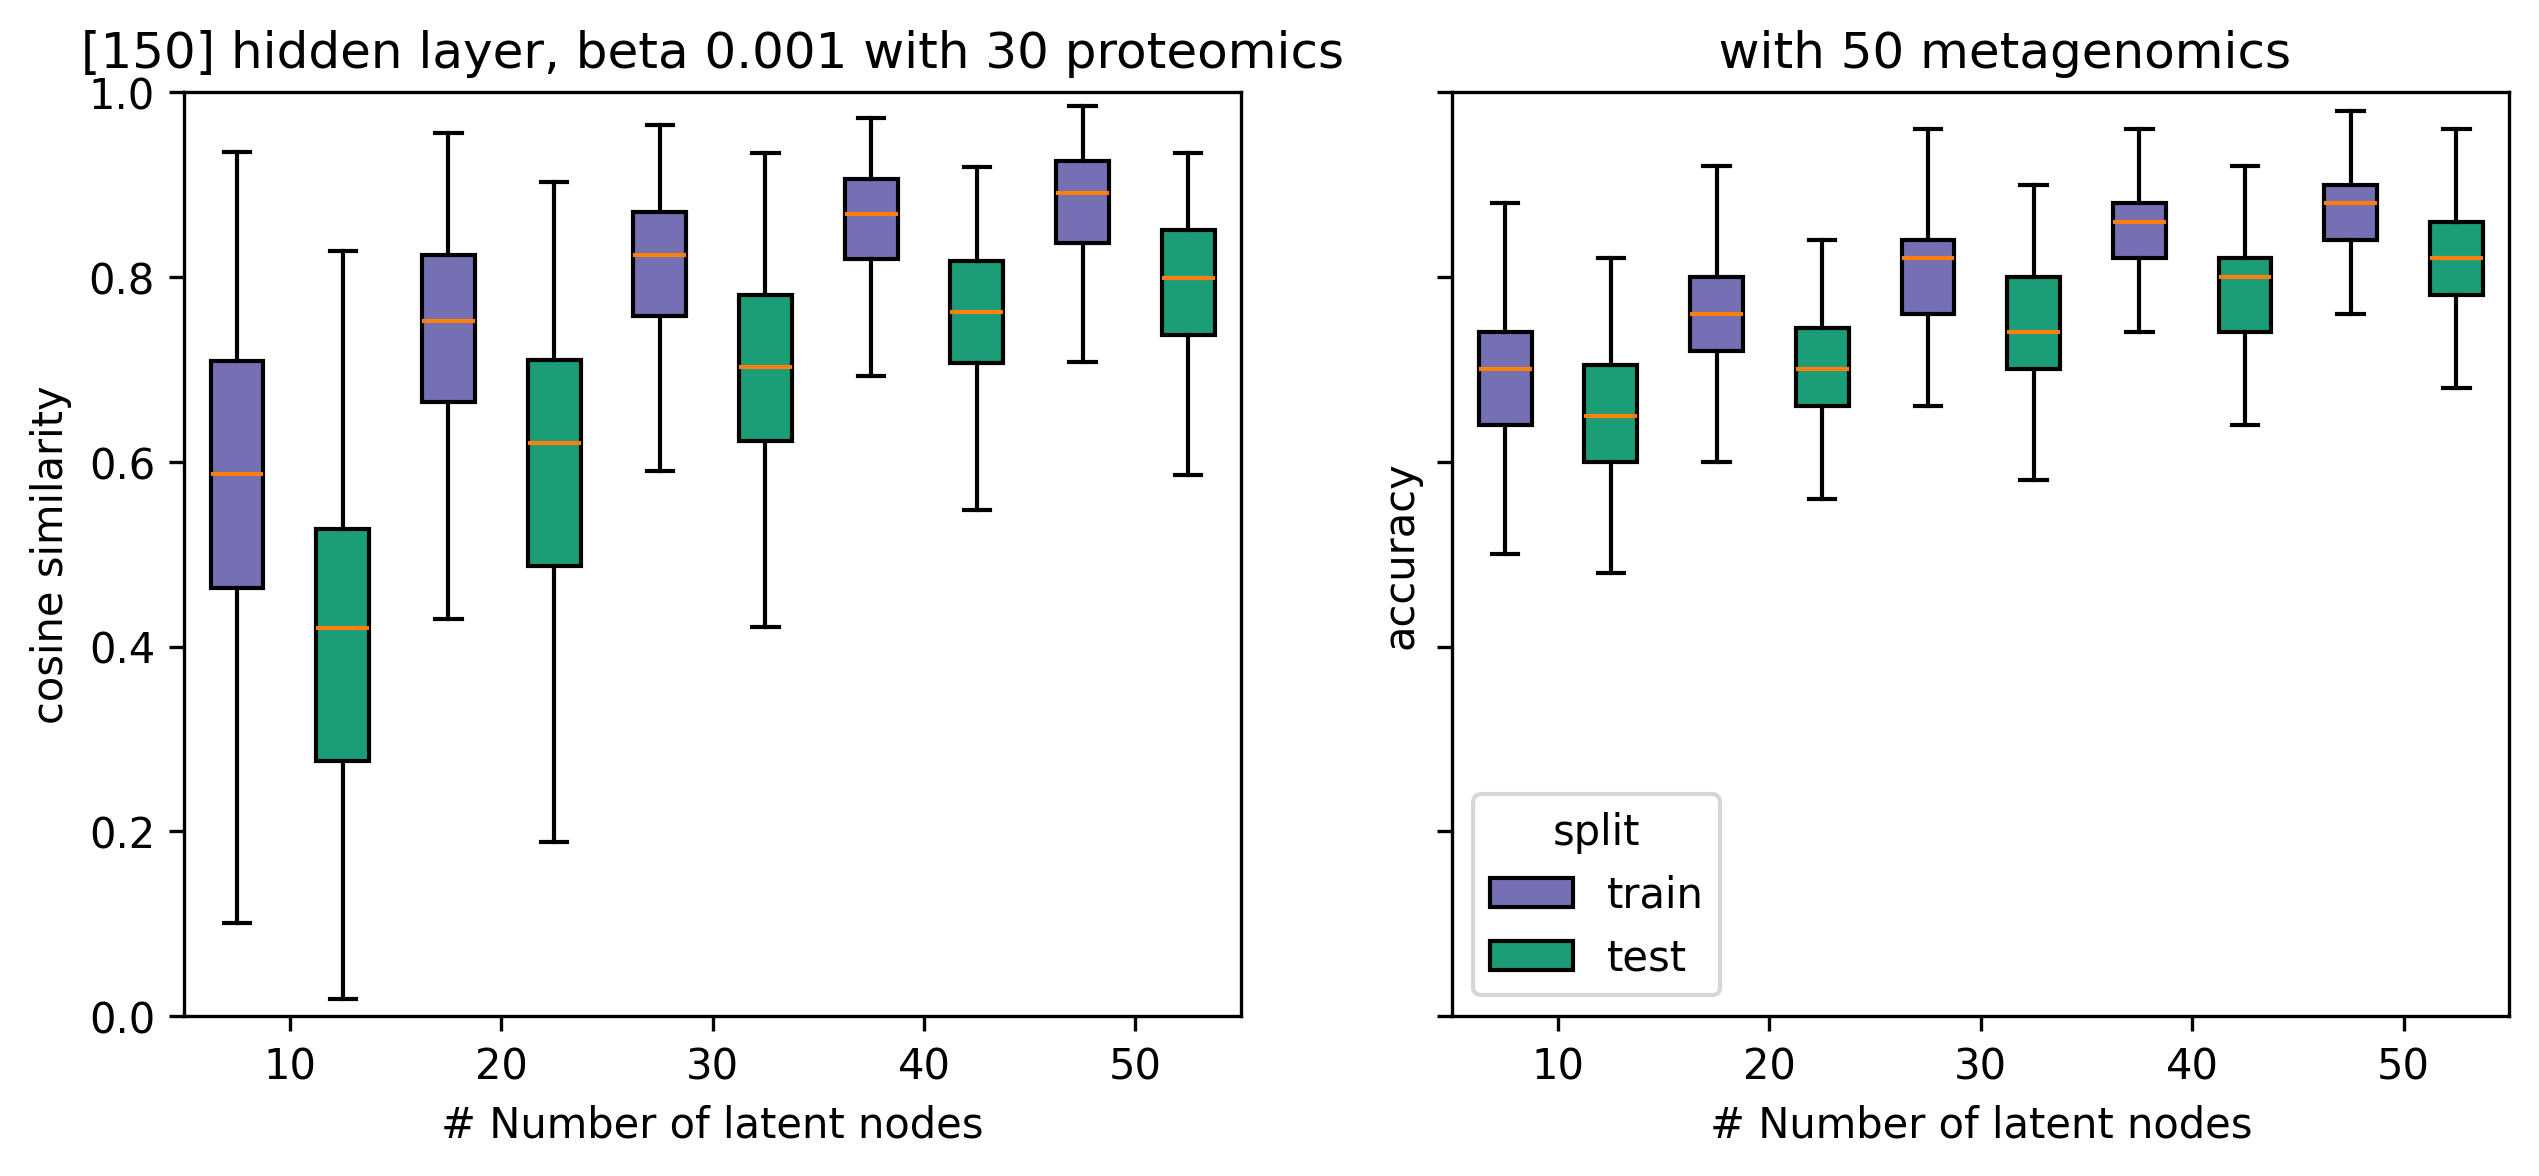 [150] hidden layer, beta 0.001 with 30 proteomics
1.0
0.8
0.6
0.4
0.2
0.0
cosine similarity
10 20 30 40 50
# Number of latent nodes
with 50 metagenomics
accuracy
split
train
test
10 20 30 40 50
# Number of latent nodes